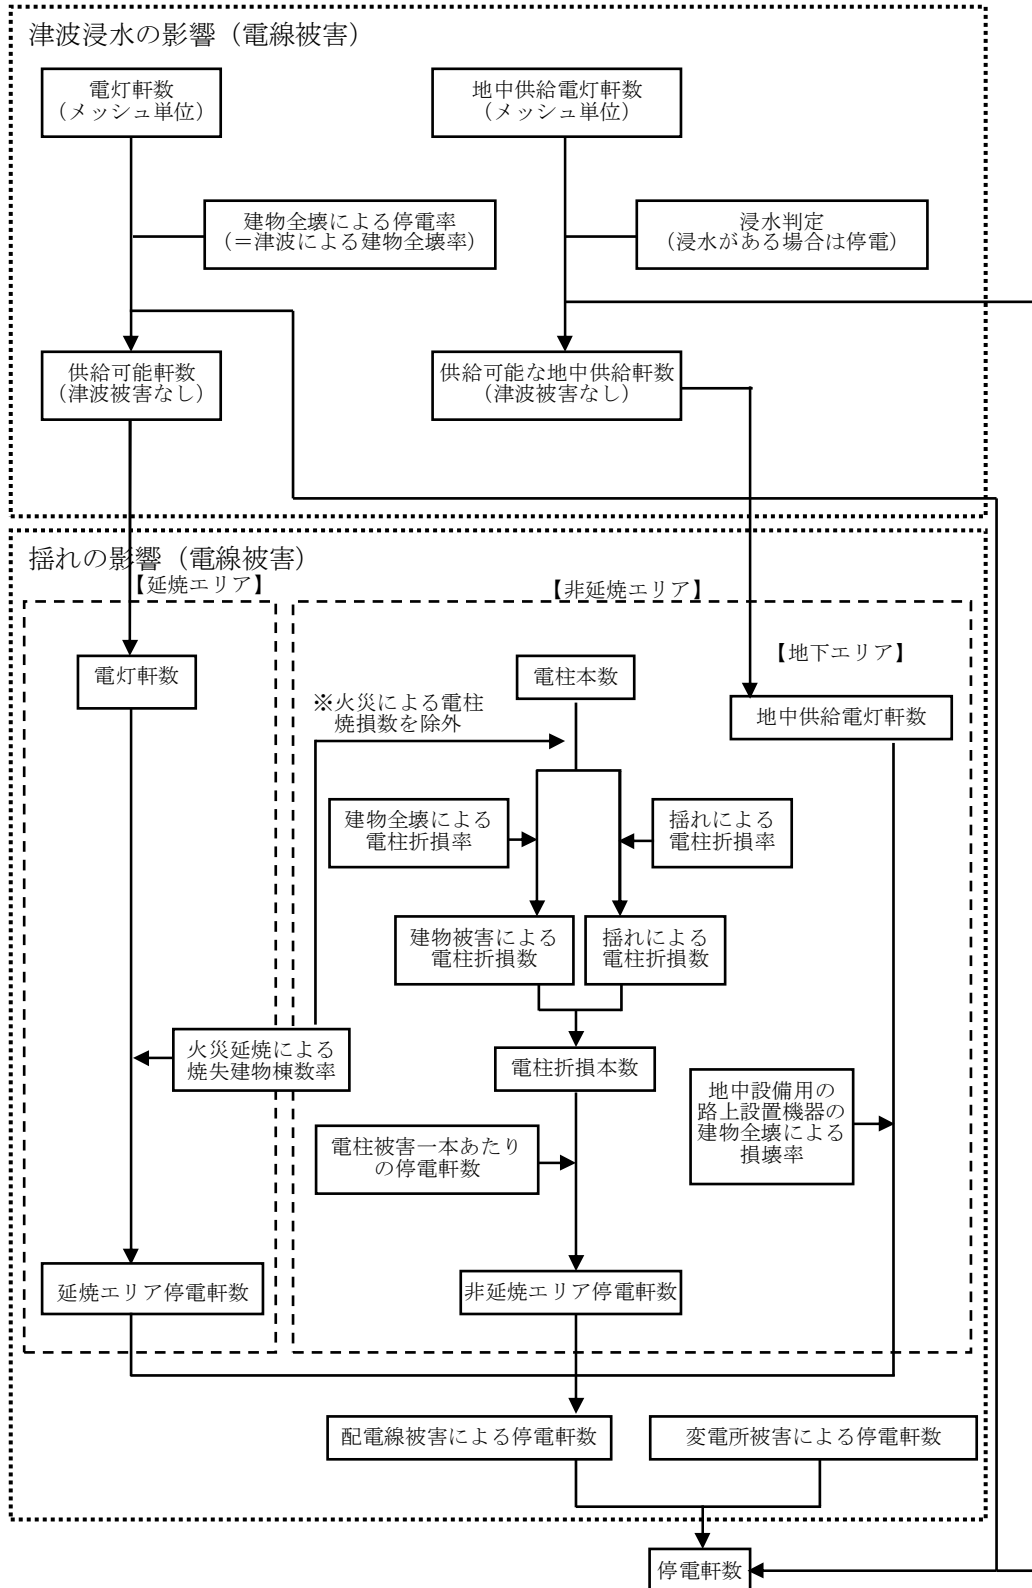 津波浸水の影響（電線被害）
電灯軒数
（メッシュ単位）
地中供給電灯軒数
（メッシュ単位）
建物全壊による停電率
（＝津波による建物全壊率）
浸水判定
（浸水がある場合は停電）
供給可能軒数
（津波被害なし）
供給可能な地中供給軒数
（津波被害なし）
揺れの影響（電線被害）
【延焼エリア】
【非延焼エリア】
【地下エリア】
電灯軒数
電柱本数
※火災による電柱
焼損数を除外
地中供給電灯軒数
建物全壊による
電柱折損率
揺れによる
電柱折損率
建物被害による
電柱折損数
揺れによる
電柱折損数
火災延焼による
焼失建物棟数率
電柱折損本数
地中設備用の
路上設置機器の
建物全壊による
損壊率
電柱被害一本あたり
の停電軒数
延焼エリア停電軒数
非延焼エリア停電軒数
配電線被害による停電軒数
変電所被害による停電軒数
停電軒数